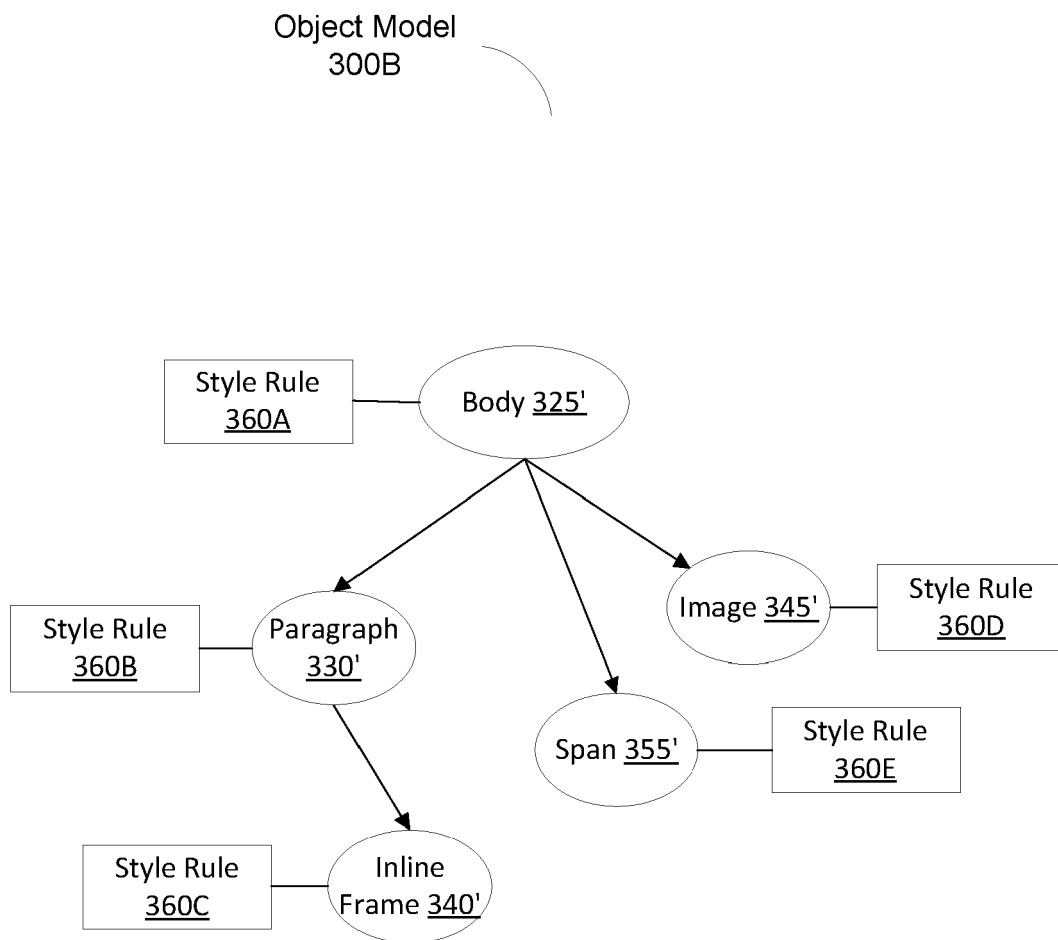 Object Model
300B
Style Rule
360A
Body 325'
Image 345'
Style Rule
360D
Style Rule
360B
Paragraph
330'
Span 355'
Style Rule
360E
Style Rule
360C
Inline
Frame 340'